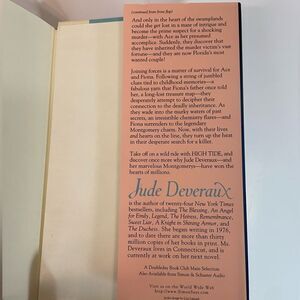 (continued from front flap)
And only in the heart of the swamplands
could she get lost in a maze of intrigue and
become the prime suspect for a shocking
murder—with Ace as her presumed
accomplice. Suddenly, they discover that
they have inherited the murder victim's vast
fortune—and they are now Florida's most
wanted couple!
Joining forces is a matter of survival for Ace
and Fiona. Following a string of jumbled
clues tied to childhood memories—a
fabulous yarn that Fiona's father once told
her, a long-lost treasure map—they
desperately attempt to decipher their
connection to the deadly inheritance. As
they wade into the murky waters of past
secrets, an irresistible chemistry flares—and
Fiona surrenders to the legendary
Montgomery charm. Now, with their lives
and hearts on the line, they turn up the heat
in their desperate search for a killer.
Take off on a wild ride with HIGH TIDE, and
discover once more why Jude Deveraux—and
her marvelous Montgomerys—have won the
hearts of millions.
Jude Deveraux
is the author of twenty-four New York Times
bestsellers, including The Blessing, An Angel
for Emily, Legend, The Heiress, Remembrance,
Sweet Liar, A Knight in Shining Armor, and
The Duchess. She began writing in 1976,
and to date there are more than thirty
million copies of her books in print. Ms.
Deveraux lives in Connecticut, and is
currently at work on her next novel.
A Doubleday Book Club Main Selection
Also Available from Simon & Schuster Audio
Visit us on the World Wide Web
http://www.SimonSays.com